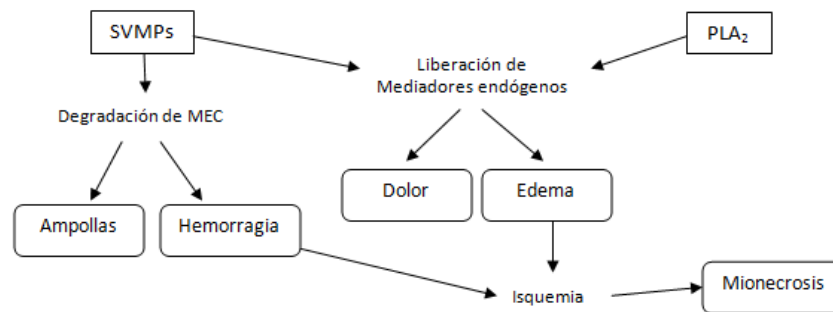 SVMPs
PLA₂
Liberación de
Mediadores endógenos
Degradación de MEC
Dolor
Edema
Ampollas
Hemorragia
Isquemia
Mionecrosis